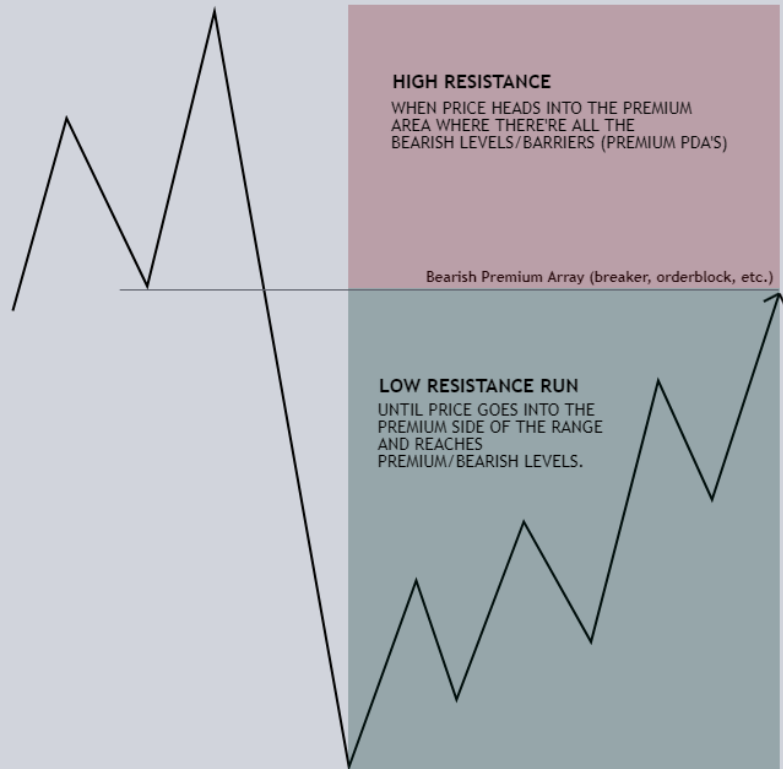 HIGH RESISTANCE
WHEN PRICE HEADS INTO THE PREMIUM
AREA WHERE THERE'RE ALL THE
BEARISH LEVELS/BARRIERS (PREMIUM PDA'S)
Bearish Premium Array (breaker, orderblock, etc.)
LOW RESISTANCE RUN
UNTIL PRICE GOES INTO THE
PREMIUM SIDE OF THE RANGE
AND REACHES
PREMIUM/BEARISH LEVELS.